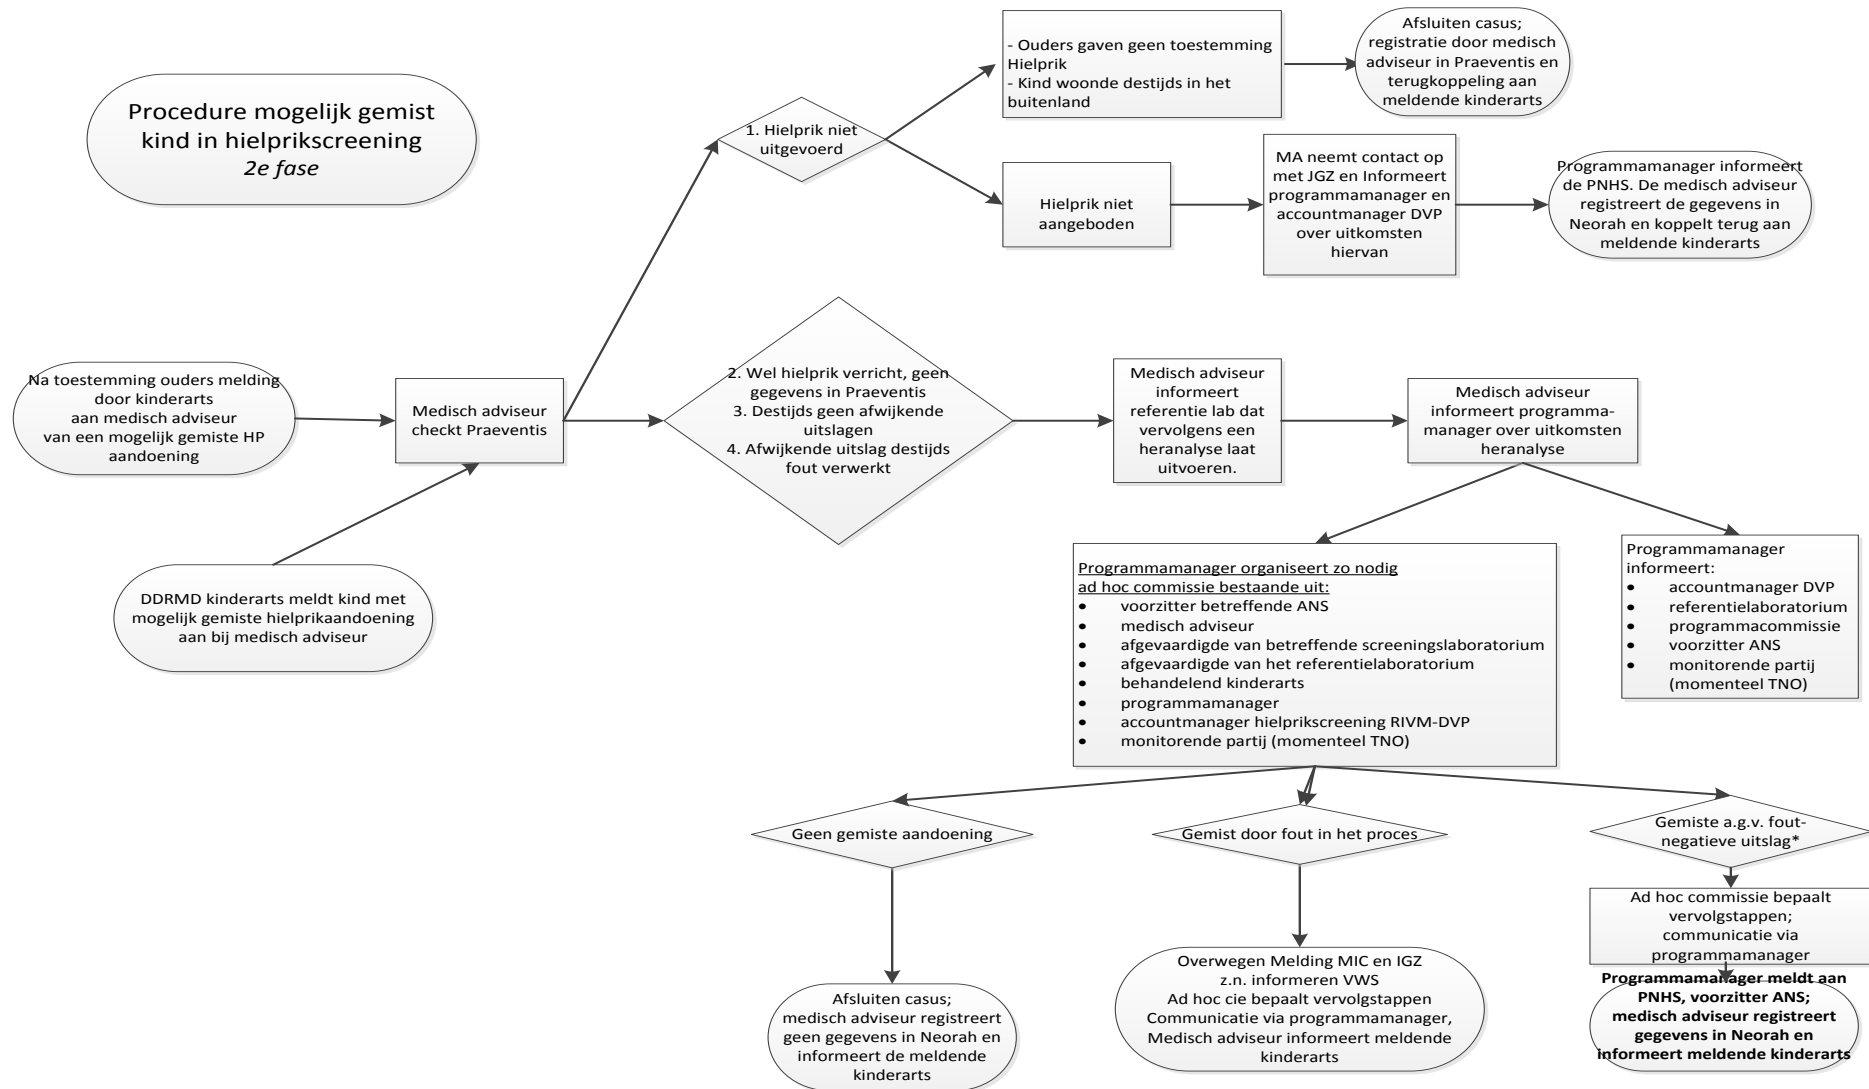 Procedure mogelijk gemist
kind in hielprikscreening
2e fase
1. Hielprik niet
uitgevoerd
- Ouders gaven geen toestemming
Hielprik
- Kind woonde destijds in het
buitenland
Afsluiten casus;
registratie door medisch
adviseur in Praeventis en
terugkoppeling aan
meldende kinderarts
Hielprik niet
aangeboden
MA neemt contact op
met JGZ en Informeert
programmamanager en
accountmanager DVP
over uitkomsten
hiervan
Programmamanager informeert
de PNHS. De medisch adviseur
registreert de gegevens in
Neorah en koppelt terug aan
meldende kinderarts
Na toestemming ouders melding
door kinderarts
aan medisch adviseur
van een mogelijk gemiste HP
aandoening
Medisch adviseur
checkt Praeventis
2. Wel hielprik verricht, geen
gegevens in Praeventis
3. Destijds geen afwijkende
uitslagen
4. Afwijkende uitslag destijds
fout verwerkt
Medisch adviseur
informeert
referentie lab dat
vervolgens een
heranalyse laat
uitvoeren.
Medisch adviseur
informeert programma-
manager over uitkomsten
heranalyse
DDRMD kinderarts meldt kind met
mogelijk gemiste hielprikaandoening
aan bij medisch adviseur
Programmamanager organiseert zo nodig
ad hoc commissie bestaande uit:
• voorzitter betreffende ANS
• medisch adviseur
• afgevaardigde van betreffende screeningslaboratorium
• afgevaardigde van het referentielaboratorium
• behandelend kinderarts
• programmamanager
• accountmanager hielprikscreening RIVM-DVP
• monitorende partij (momenteel TNO)
Programmamanager
informeert:
• accountmanager DVP
• referentielaboratorium
• programmacommissie
• voorzitter ANS
• monitorende partij
(momenteel TNO)
Geen gemiste aandoening
Gemist door fout in het proces
Gemiste a.g.v. fout-
negatieve uitslag*
Afsluiten casus;
medisch adviseur registreert
geen gegevens in Neorah en
informeert de meldende
kinderarts
Overwegen Melding MIC en IGZ
z.n. informeren VWS
Ad hoc cie bepaalt vervolgstappen
Communicatie via programmamanager,
Medisch adviseur informeert meldende
kinderarts
Ad hoc commissie bepaalt
vervolgstappen;
communicatie via
programmamanager
Programmamanager meldt aan
PNHS, voorzitter ANS;
medisch adviseur registreert
gegevens in Neorah en
informeert meldende kinderarts